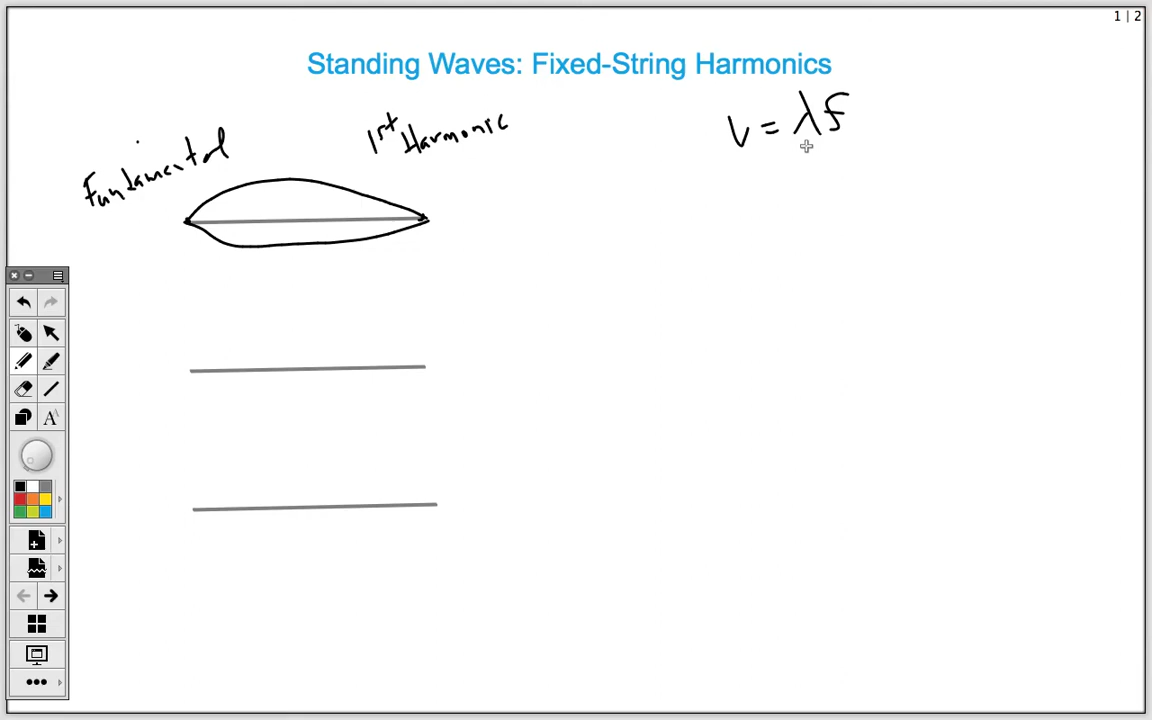 1 | 2
Standing Waves: Fixed-String Harmonics
Fundamental
1st Harmonic
v = λf
A